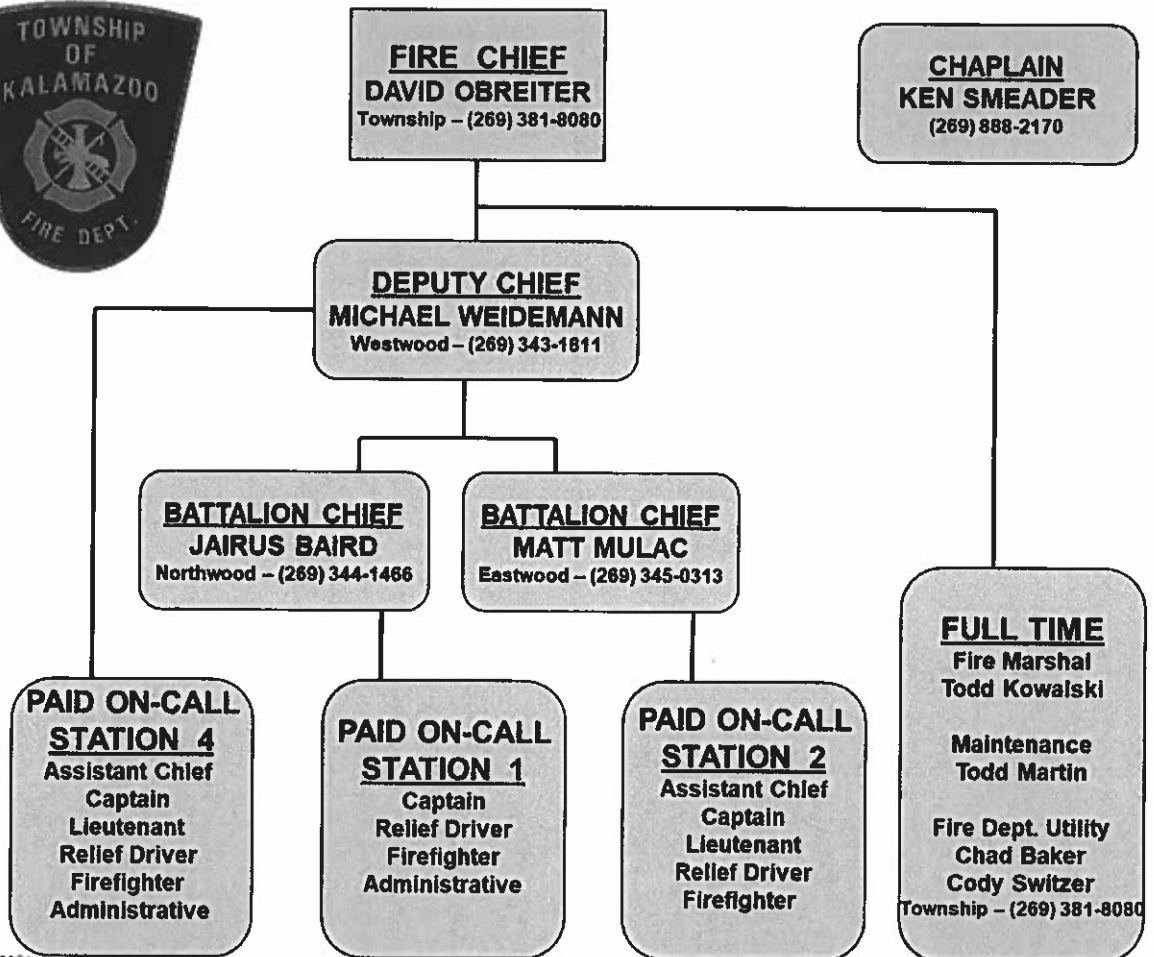 TOWNSHIP
OF
KALAMAZOO
FIRE DEPT.
FIRE CHIEF
DAVID OBREITER
Township – (269) 381-8080
CHAPLAIN
KEN SMEADER
(269) 888-2170
DEPUTY CHIEF
MICHAEL WEIDEMANN
Westwood – (269) 343-1811
BATTALION CHIEF
JAIRUS BAIRD
Northwood – (269) 344-1466
BATTALION CHIEF
MATT MULAC
Eastwood – (269) 345-0313
PAID ON-CALL
STATION 4
Assistant Chief
Captain
Lieutenant
Relief Driver
Firefighter
Administrative
PAID ON-CALL
STATION 1
Captain
Relief Driver
Firefighter
Administrative
PAID ON-CALL
STATION 2
Assistant Chief
Captain
Lieutenant
Relief Driver
Firefighter
FULL TIME
Fire Marshal
Todd Kowalski
Maintenance
Todd Martin
Fire Dept. Utility
Chad Baker
Cody Switzer
Township – (269) 381-8080